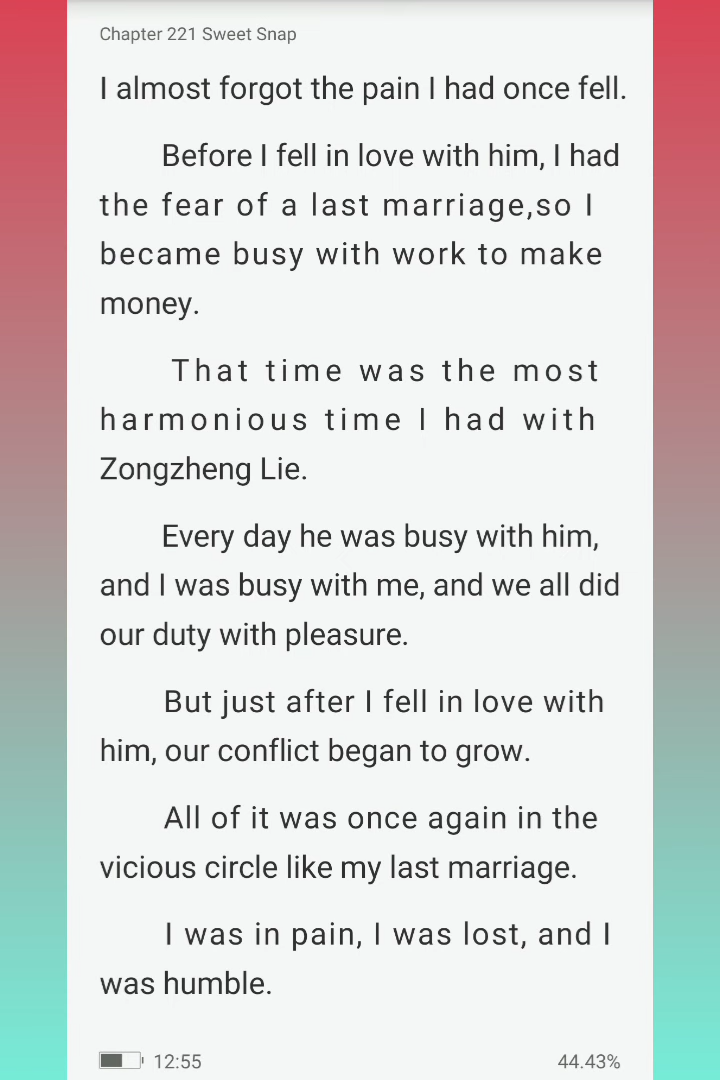 Chapter 221 Sweet Snap
I almost forgot the pain I had once fell.
Before I fell in love with him, I had
the fear of a last marriage,so I
became busy with work to make
money.
That time was the most
harmonious time I had with
Zongzheng Lie.
Every day he was busy with him,
and I was busy with me, and we all did
our duty with pleasure.
But just after I fell in love with
him, our conflict began to grow.
All of it was once again in the
vicious circle like my last marriage.
I was in pain, I was lost, and I
was humble.
12:55 44.43%